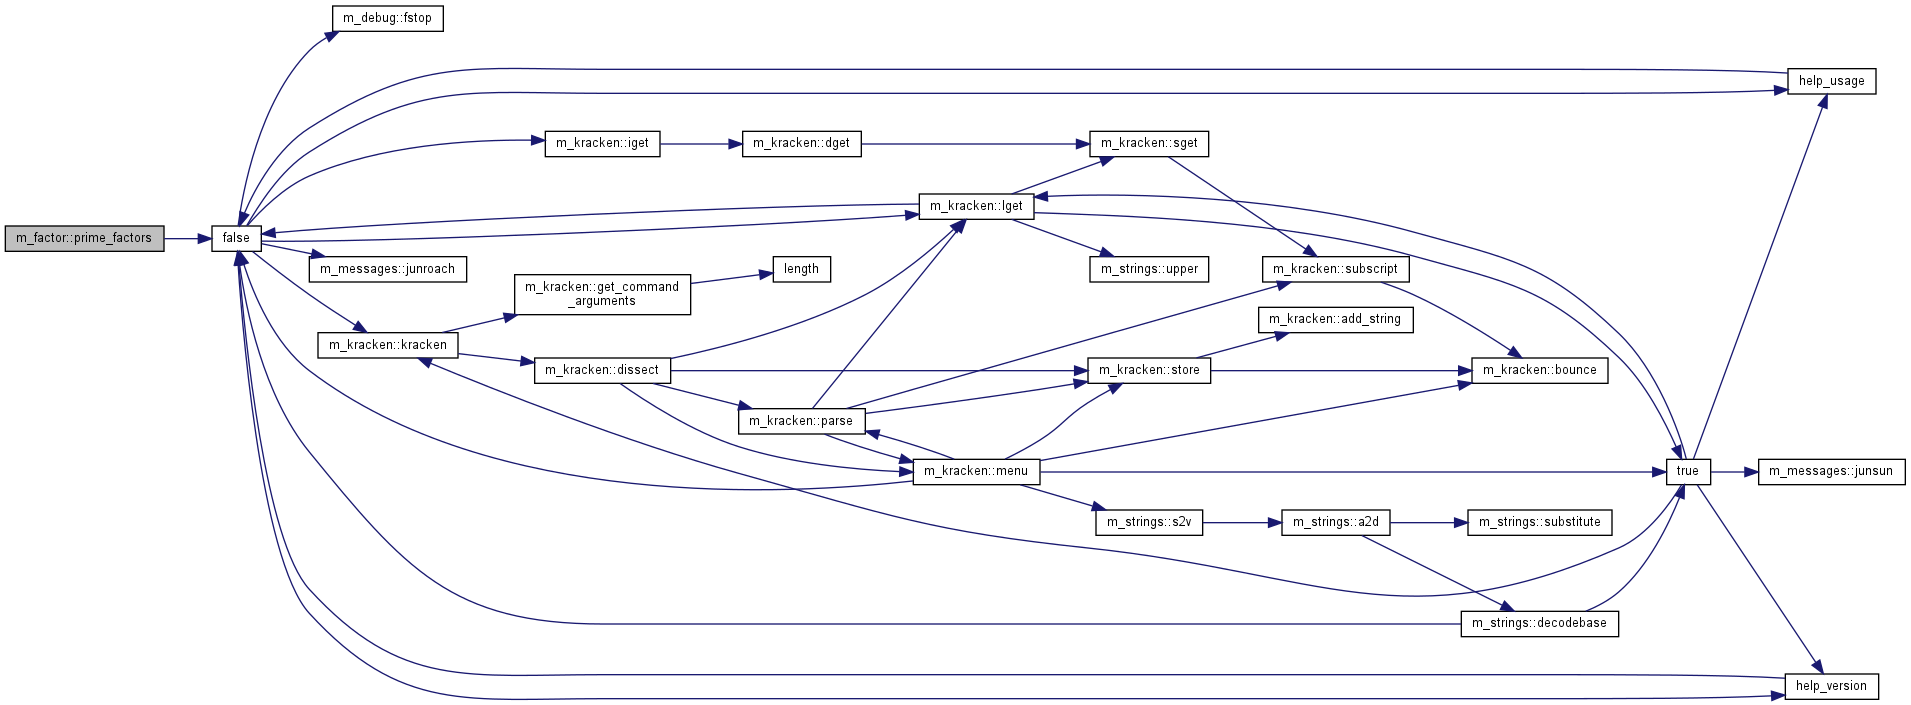 m_debug::fstop
help_usage
m_kracken::iget
m_kracken::dget
m_kracken::sget
m_kracken::lget
m_factor::prime_factors
false
m_messages::junroach
m_strings::upper
m_kracken::subscript
length
m_kracken::get_command
_arguments
m_kracken::add_string
m_kracken::kracken
m_kracken::dissect
m_kracken::store
m_kracken::bounce
m_kracken::parse
m_kracken::menu
true
m_messages::junsun
m_strings::s2v
m_strings::a2d
m_strings::substitute
m_strings::decodebase
help_version